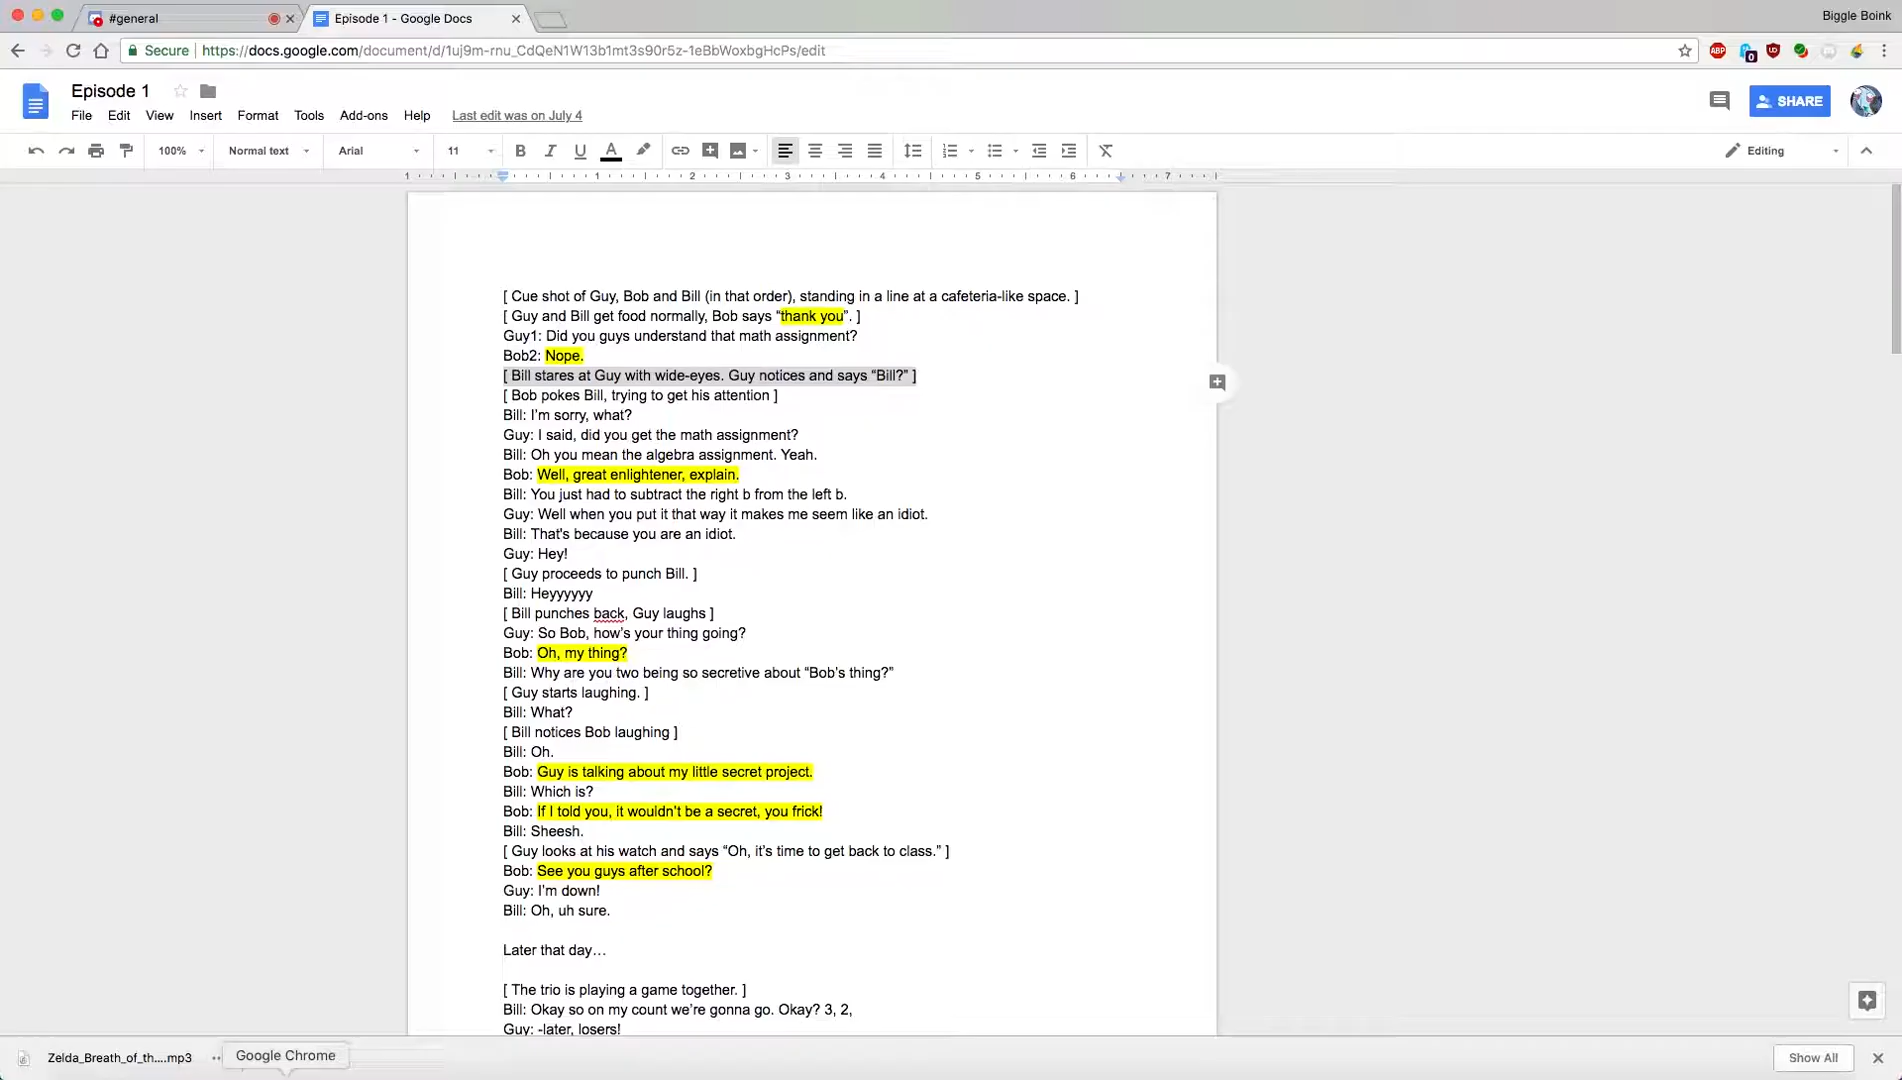 #general
Episode 1 - Google Docs
Biggle Boink
Secure
https://docs.google.com/document/d/1uj9m-rnu_CdQeN1W13b1mt3s90r5z-1eBbWoxbgHcPs/edit
ABP
0
Episode 1
SHARE
File Edit View Insert Format Tools Add-ons Help Last edit was on July 4
100% Normal text Arial 11 B I U A Editing
1 1 2 3 4 5 6 7
[ Cue shot of Guy, Bob and Bill (in that order), standing in a line at a cafeteria-like space. ]
[ Guy and Bill get food normally, Bob says “thank you”. ]
Guy1: Did you guys understand that math assignment?
Bob2: Nope.
[ Bill stares at Guy with wide-eyes. Guy notices and says “Bill?” ]
[ Bob pokes Bill, trying to get his attention ]
Bill: I’m sorry, what?
Guy: I said, did you get the math assignment?
Bill: Oh you mean the algebra assignment. Yeah.
Bob: Well, great enlightener, explain.
Bill: You just had to subtract the right b from the left b.
Guy: Well when you put it that way it makes me seem like an idiot.
Bill: That's because you are an idiot.
Guy: Hey!
[ Guy proceeds to punch Bill. ]
Bill: Heyyyyyy
[ Bill punches back, Guy laughs ]
Guy: So Bob, how’s your thing going?
Bob: Oh, my thing?
Bill: Why are you two being so secretive about “Bob’s thing?”
[ Guy starts laughing. ]
Bill: What?
[ Bill notices Bob laughing ]
Bill: Oh.
Bob: Guy is talking about my little secret project.
Bill: Which is?
Bob: If I told you, it wouldn’t be a secret, you frick!
Bill: Sheesh.
[ Guy looks at his watch and says “Oh, it’s time to get back to class.” ]
Bob: See you guys after school?
Guy: I’m down!
Bill: Oh, uh sure.
Later that day…
[ The trio is playing a game together. ]
Bill: Okay so on my count we’re gonna go. Okay? 3, 2,
Guy: -later, losers!
Zelda_Breath_of_th....mp3
Google Chrome
Show All